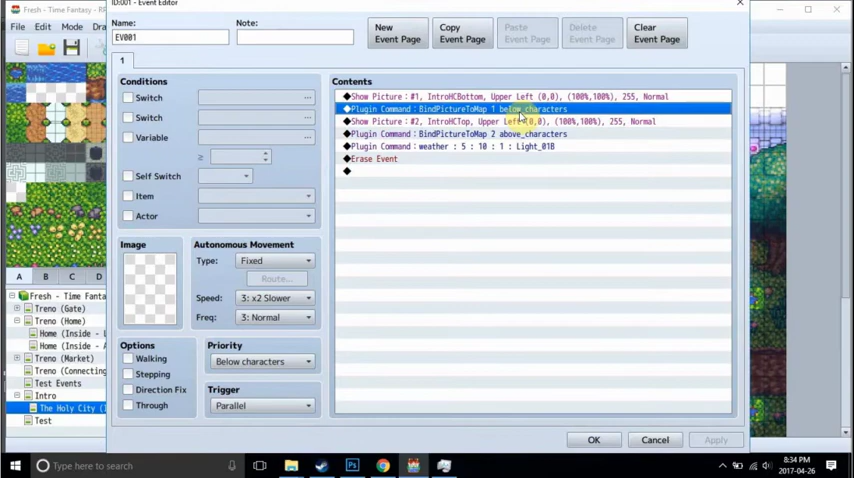 ID:001 - Event Editor
Fresh - Time Fantasy - RP
File Edit Mode Dra
Name:
EV001
Note:
New Event Page
Copy Event Page
Paste Event Page
Delete Event Page
Clear Event Page
1
Conditions
Switch
...
Switch
...
Variable
...
≥
Self Switch
Item
Actor
Image
Autonomous Movement
Type: Fixed
Route...
Speed: 3: x2 Slower
Freq: 3: Normal
Options
Walking
Stepping
Direction Fix
Through
Priority
Below characters
Trigger
Parallel
Contents
◆Show Picture : #1, IntroHCBottom, Upper Left (0,0), (100%,100%), 255, Normal
◆Plugin Command : BindPictureToMap 1 below_characters
◆Show Picture : #2, IntroHCTop, Upper Left (0,0), (100%,100%), 255, Normal
◆Plugin Command : BindPictureToMap 2 above_characters
◆Plugin Command : weather : 5 : 10 : 1 : Light_01B
◆Erase Event
◆
OK Cancel Apply
A B C D
Fresh - Time Fanta
Treno (Gate)
Treno (Home)
Home (Inside - L
Home (Inside - 
Treno (Market)
Treno (Connecting
Test Events
Intro
The Holy City (I
Test
Type here to search
8:34 PM
2017-04-26